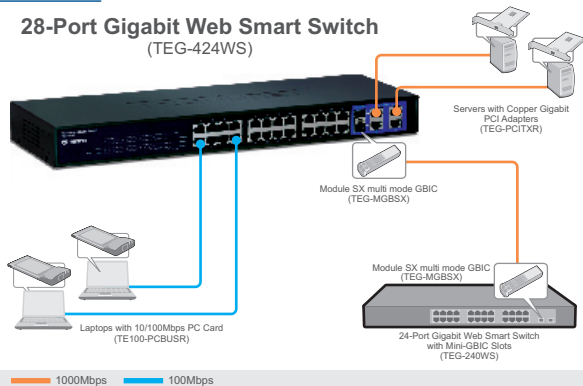 28-Port Gigabit Web Smart Switch
(TEG-424WS)
Servers with Copper Gigabit
PCI Adapters
(TEG-PCITXR)
Module SX multi mode GBIC
(TEG-MGBSX)
Module SX multi mode GBIC
(TEG-MGBSX)
Laptops with 10/100Mbps PC Card
(TE100-PCBUSR)
24-Port Gigabit Web Smart Switch
with Mini-GBIC Slots
(TEG-240WS)
1000Mbps 100Mbps